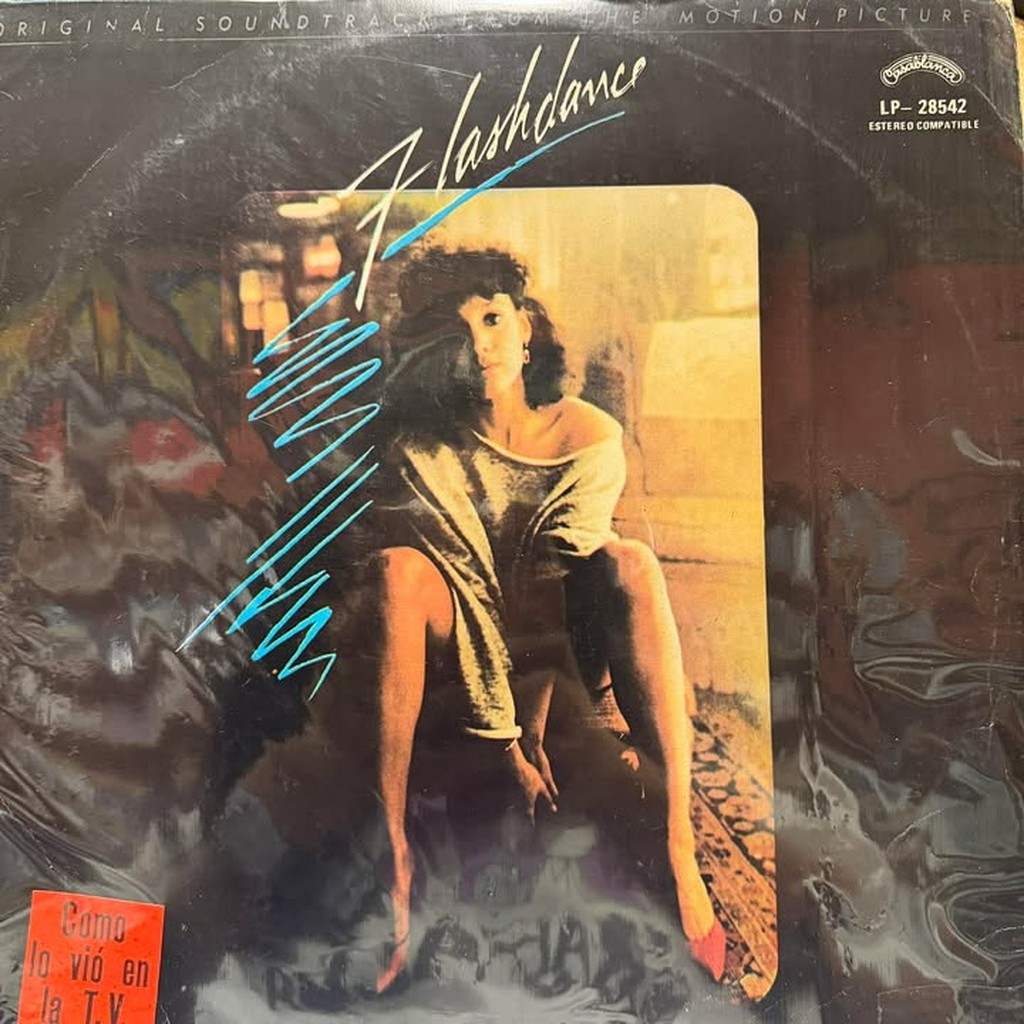 ORIGINAL SOUNDTRACK FROM THE MOTION, PICTURE
Flashdance
Casablanca
LP- 28542
ESTEREO COMPATIBLE
Como
lo vió en
la T.V.